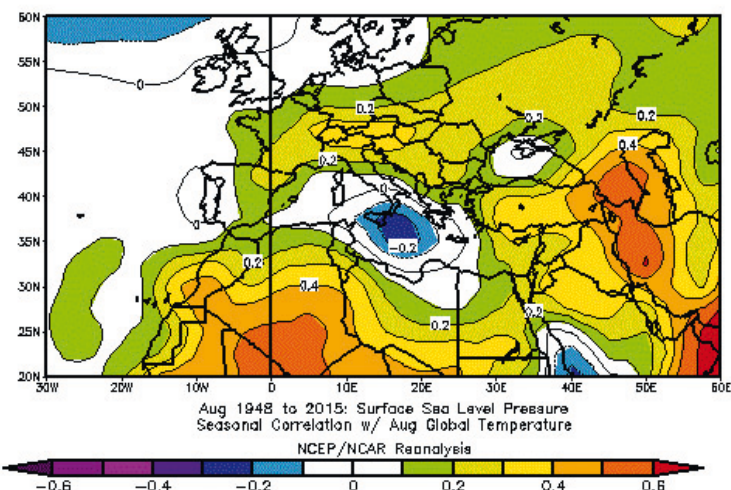 60N
55N
50N
45N
40N
35N
30N
25N
20N
0
0.2
0.2
0.2
0.4
0.2
0
0
-0.2
0.2
0.4
0.2
0.2
30W 20W 10W 0 10E 20E 30E 40E 50E 60E
Aug 1948 to 2015: Surface Sea Level Pressure
Seasonal Correlation w/ Aug Global Temperature
NCEP/NCAR Reanalysis
-0.6 -0.4 -0.2 0 0.2 0.4 0.6